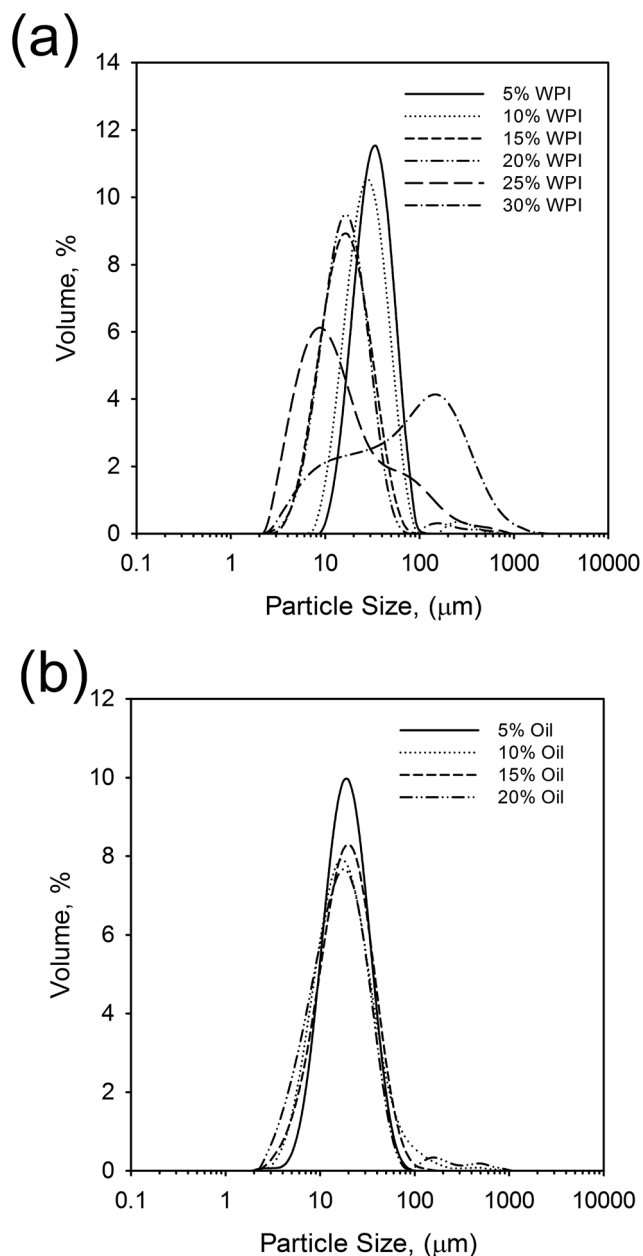 (a)
14
12
10
8
6
4
2
0
Volume, %
5% WPI
10% WPI
15% WPI
20% WPI
25% WPI
30% WPI
0.1 1 10 100 1000 10000
Particle Size, (μm)
(b)
12
10
8
6
4
2
0
Volume, %
5% Oil
10% Oil
15% Oil
20% Oil
0.1 1 10 100 1000 10000
Particle Size, (μm)